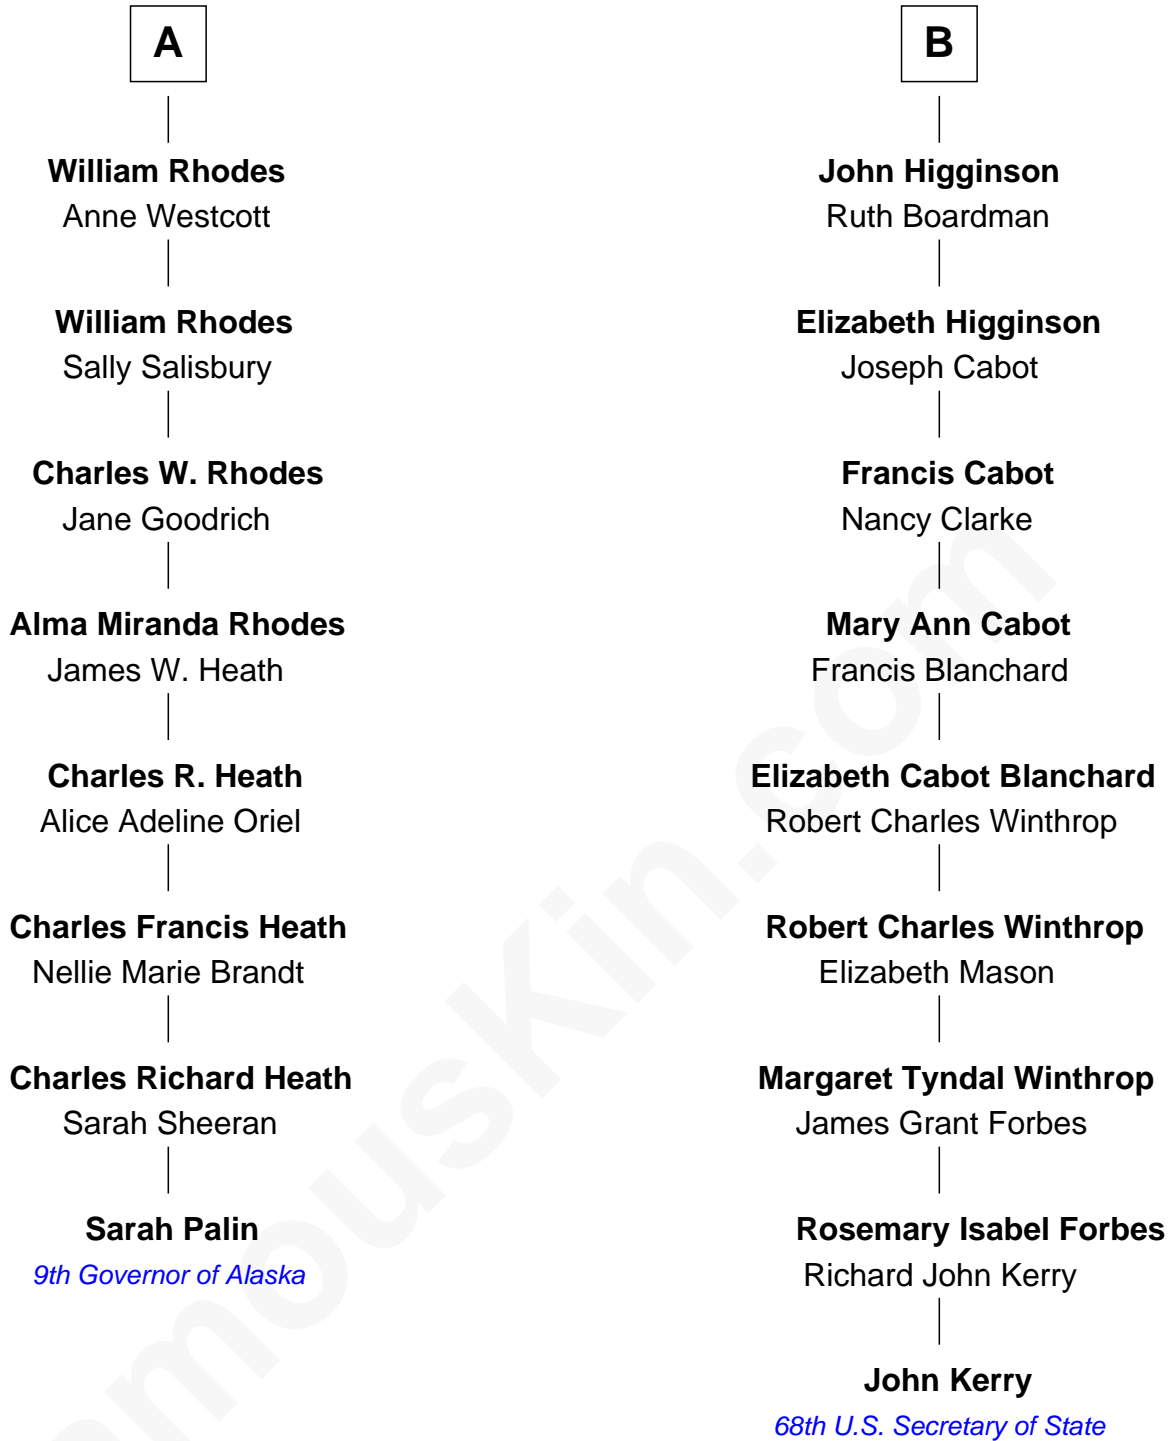 A
William Rhodes
Anne Westcott
William Rhodes
Sally Salisbury
Charles W. Rhodes
Jane Goodrich
Alma Miranda Rhodes
James W. Heath
Charles R. Heath
Alice Adeline Oriel
Charles Francis Heath
Nellie Marie Brandt
Charles Richard Heath
Sarah Sheeran
Sarah Palin
9th Governor of Alaska
B
John Higginson
Ruth Boardman
Elizabeth Higginson
Joseph Cabot
Francis Cabot
Nancy Clarke
Mary Ann Cabot
Francis Blanchard
Elizabeth Cabot Blanchard
Robert Charles Winthrop
Robert Charles Winthrop
Elizabeth Mason
Margaret Tyndal Winthrop
James Grant Forbes
Rosemary Isabel Forbes
Richard John Kerry
John Kerry
68th U.S. Secretary of State
amouskin.com